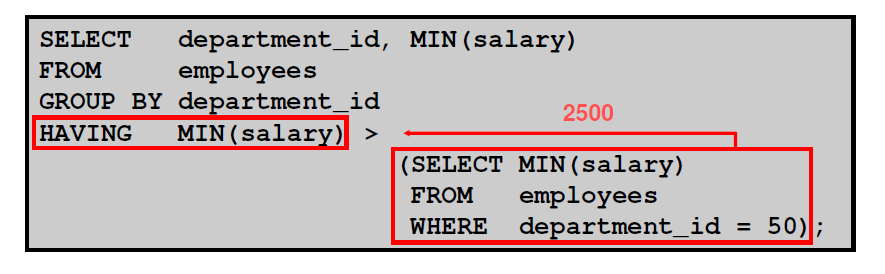 SELECT department_id, MIN(salary)
FROM employees
GROUP BY department_id
2500
HAVING MIN(salary) >
(SELECT MIN(salary)
FROM employees
WHERE department_id = 50);